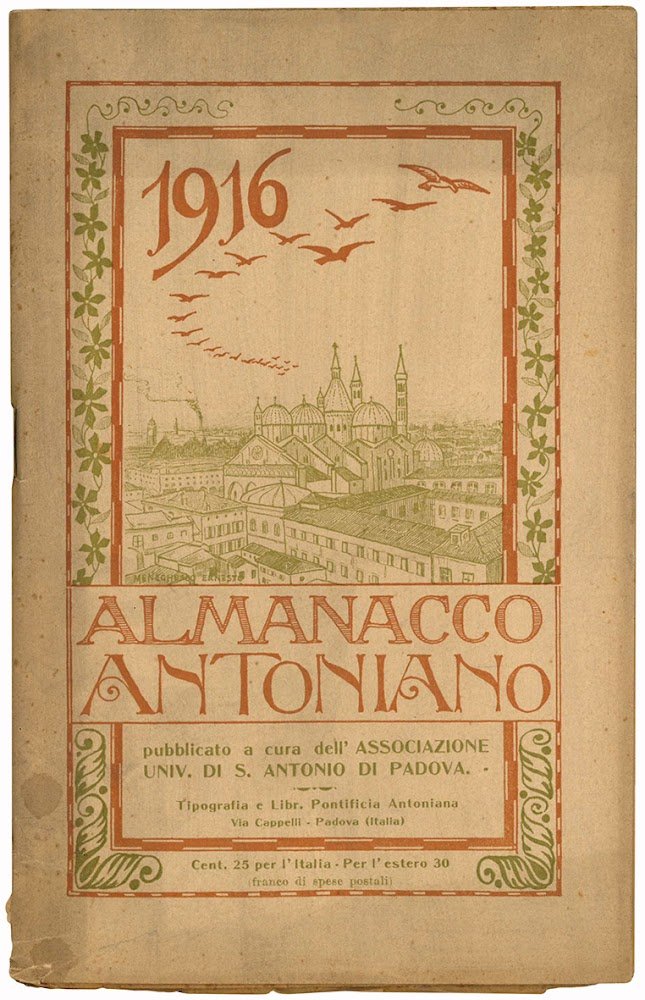 1916
MENEGHESSO ERNESTO
ALMANACCO
ANTONIANO
pubblicato a cura dell' ASSOCIAZIONE
UNIV. DI S. ANTONIO DI PADOVA. -
Tipografia e Libr. Pontificia Antoniana
Via Cappelli - Padova (Italia)
Cent. 25 per l'Italia - Per l'estero 30
(franco di spese postali)